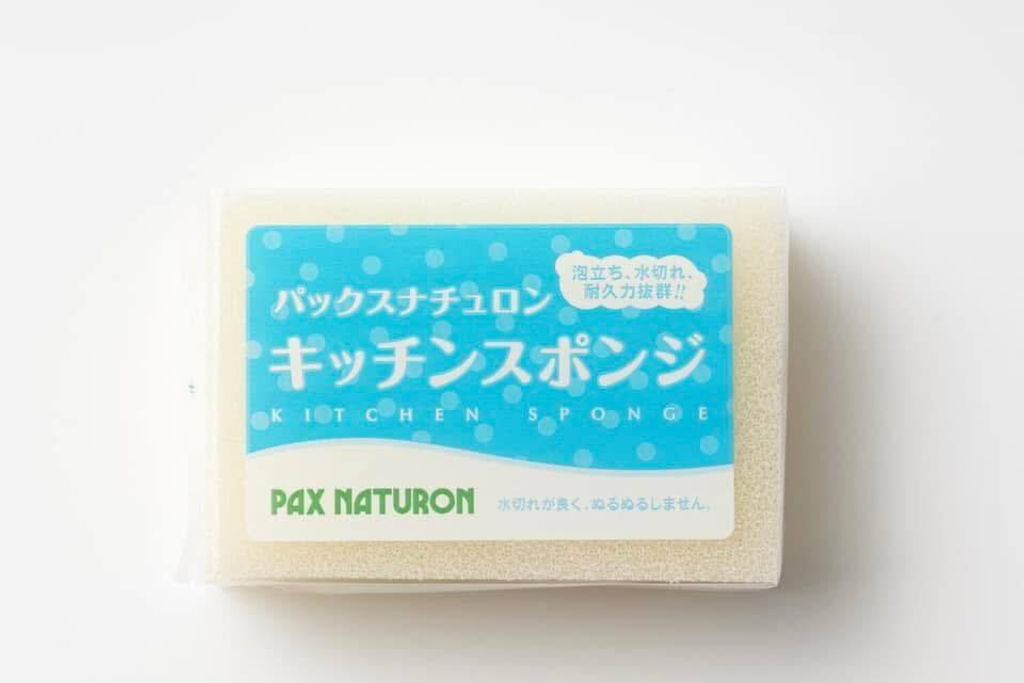 泡立ち、水切れ、
耐久力抜群!!
パックスナチュロン
キッチンスポンジ
KITCHEN SPONGE
PAX NATURON
水切れが良く、ぬるぬるしません。